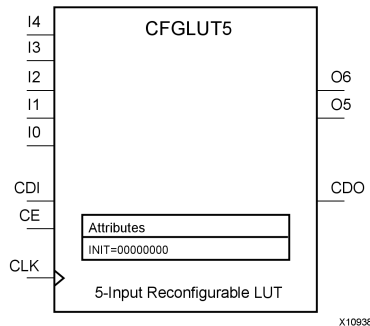 I4
CFGLUT5
I3
I2
O6
I1
O5
I0
CDI
CDO
CE
Attributes
INIT=00000000
CLK
5-Input Reconfigurable LUT
X10938